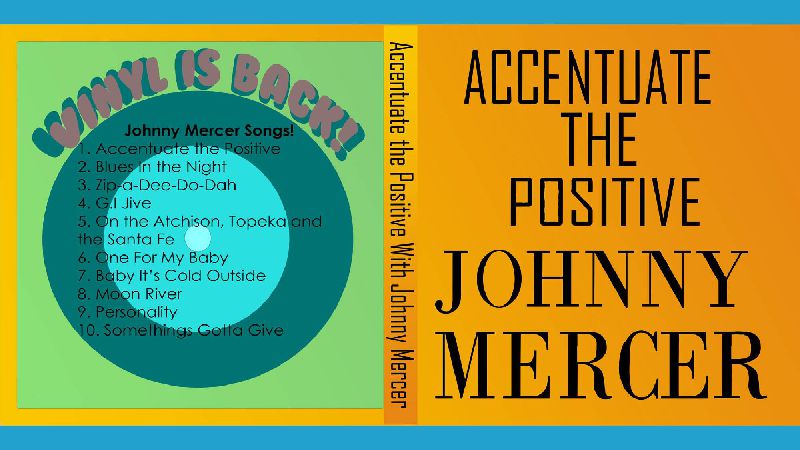 VINYL IS BACK!
Johnny Mercer Songs!
1. Accentuate the Positive
2. Blues in the Night
3. Zip-a-Dee-Do-Dah
4. G.I Jive
5. On the Atchison, Topeka and
the Santa Fe
6. One For My Baby
7. Baby It's Cold Outside
8. Moon River
9. Personality
10. Somethings Gotta Give
Accentuate the Positive With Johnny Mercer
ACCENTUATE
THE
POSITIVE
JOHNNY
MERCER